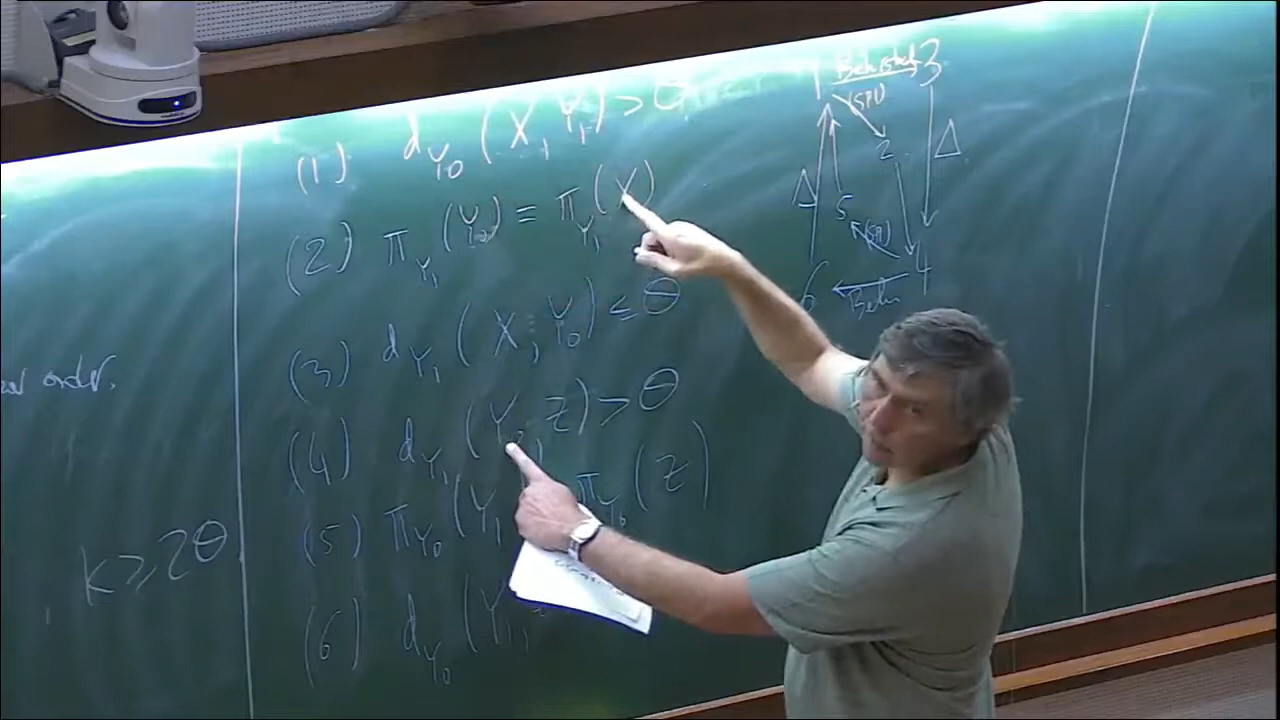 (1) d_{Y_0} (X, Y_1) > θ
(2) π_{Y_1} (Y_0) = π_{Y_1} (X)
(3) d_{Y_1} (X, Y_0) ≤ θ
(4) d_{Y_1} (Y_0, Z) > θ
(5) π_{Y_0} (Y_1 π_{Y_0} (Z)
(6) d_{Y_0} (Y_1,
order.
k ≥ 2θ
1 3
(SPI)
2
Δ Δ
5
(SPI)
6 4
Beh